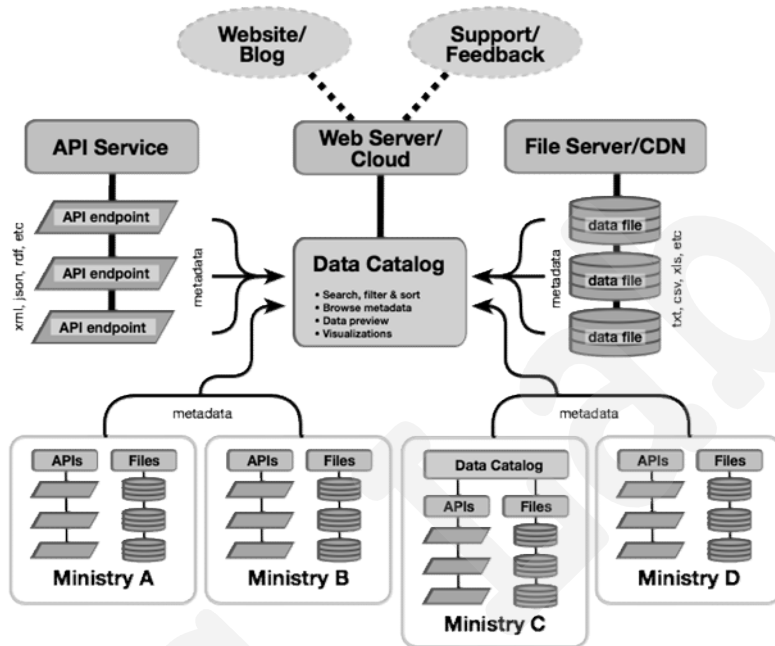 Website/
Blog
Support/
Feedback
API Service
Web Server/
Cloud
File Server/CDN
xml, json, rdf, etc
API endpoint
API endpoint
API endpoint
metadata
Data Catalog
• Search, filter & sort
• Browse metadata
• Data preview
• Visualizations
metadata
data file
data file
data file
txt, csv, xls, etc
metadata
metadata
APIs
Files
Ministry A
APIs
Files
Ministry B
Data Catalog
APIs
Files
Ministry C
APIs
Files
Ministry D